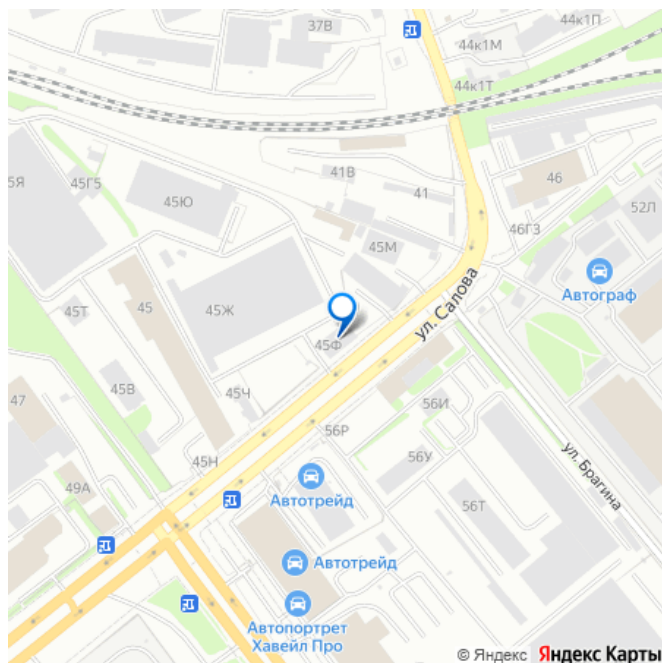 37В
44к1П
44к1М
44к1Т
41В
41
46
52Л
5Я
45Г5
45Ю
45М
46Г3
Автограф
45Т
45
45Ж
ул. Салова
45Ф
45В
45Ч
47
56И
56Р
45Н
56У
ул. Брагина
49А
Автотрейд
56Т
Автотрейд
Автопортрет
Хавейл Про
© Яндекс Яндекс Карты